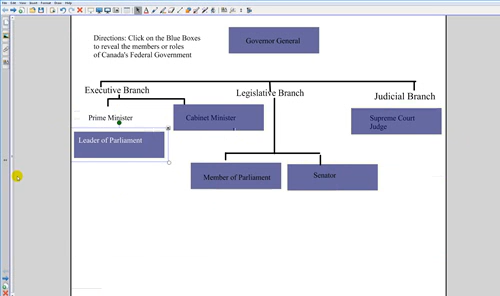 Directions: Click on the Blue Boxes
to reveal the members or roles
of Canada's Federal Government
Governor General
Executive Branch
Legislative Branch
Judicial Branch
Prime Minister
Cabinet Minister
Supreme Court
Judge
Leader of Parliament
Member of Parliament
Senator